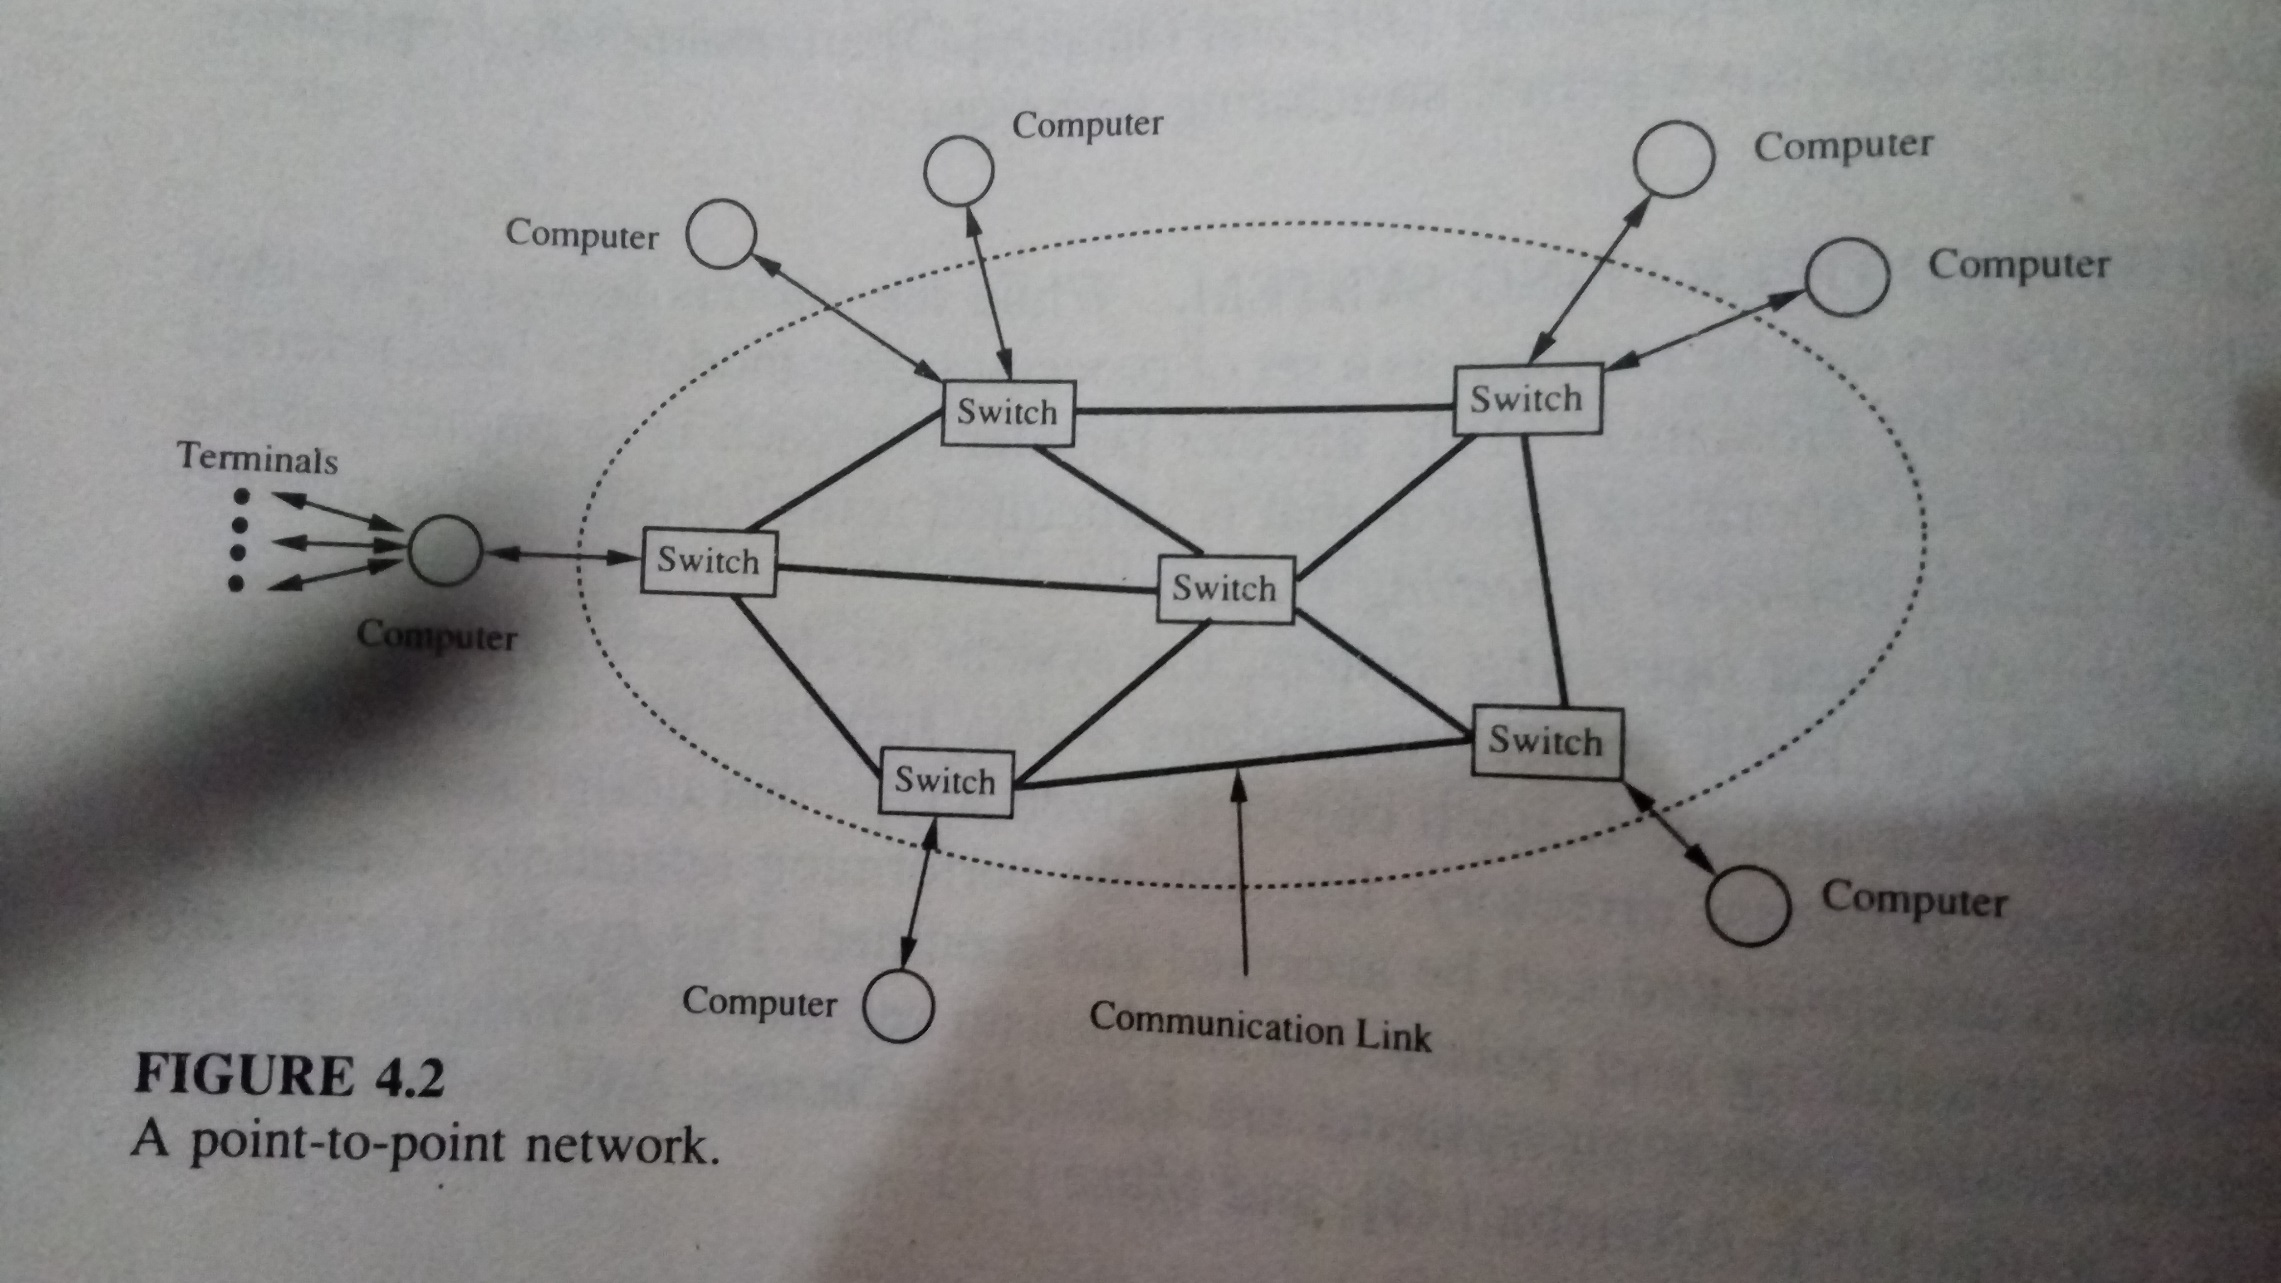 Computer
Computer
Computer
Computer
Switch
Switch
Terminals
Switch
Switch
Computer
Switch
Switch
Computer
Computer
Communication Link
FIGURE 4.2
A point-to-point network.